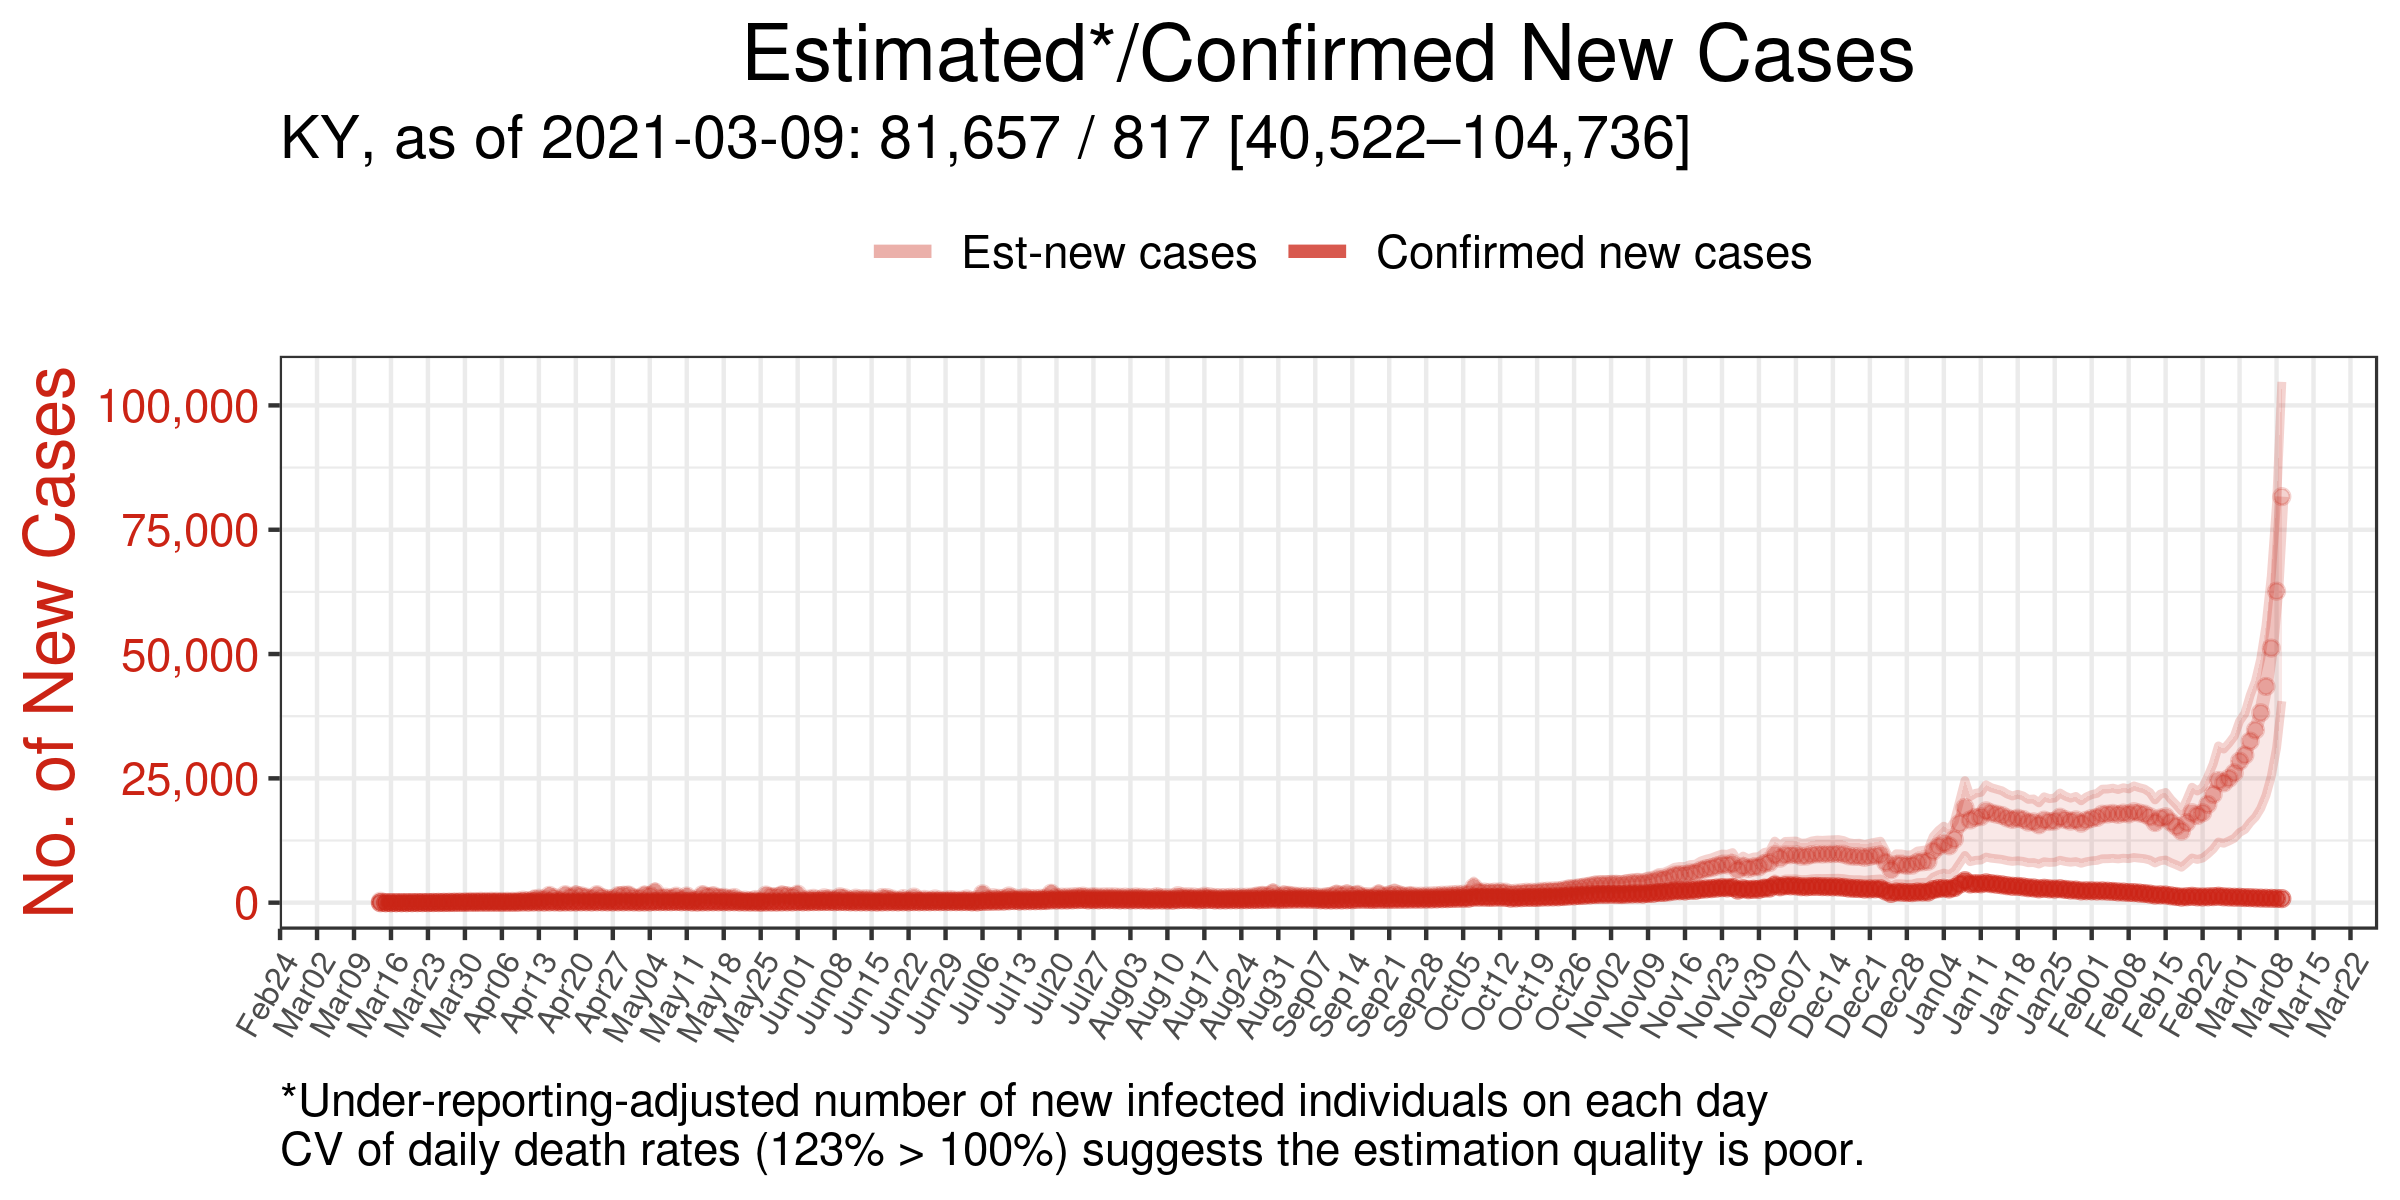 Estimated*/Confirmed New Cases
KY, as of 2021-03-09: 81,657 / 817 [40,522–104,736]
Est-new cases
Confirmed new cases
No. of New Cases
100,000
75,000
50,000
25,000
0
Feb24
Mar02
Mar09
Mar16
Mar23
Mar30
Apr06
Apr13
Apr20
Apr27
May04
May11
May18
May25
Jun01
Jun08
Jun15
Jun22
Jun29
Jul06
Jul13
Jul20
Jul27
Aug03
Aug10
Aug17
Aug24
Aug31
Sep07
Sep14
Sep21
Sep28
Oct05
Oct12
Oct19
Oct26
Nov02
Nov09
Nov16
Nov23
Nov30
Dec07
Dec14
Dec21
Dec28
Jan04
Jan11
Jan18
Jan25
Feb01
Feb08
Feb15
Feb22
Mar01
Mar08
Mar15
Mar22
*Under-reporting-adjusted number of new infected individuals on each day
CV of daily death rates (123% > 100%) suggests the estimation quality is poor.